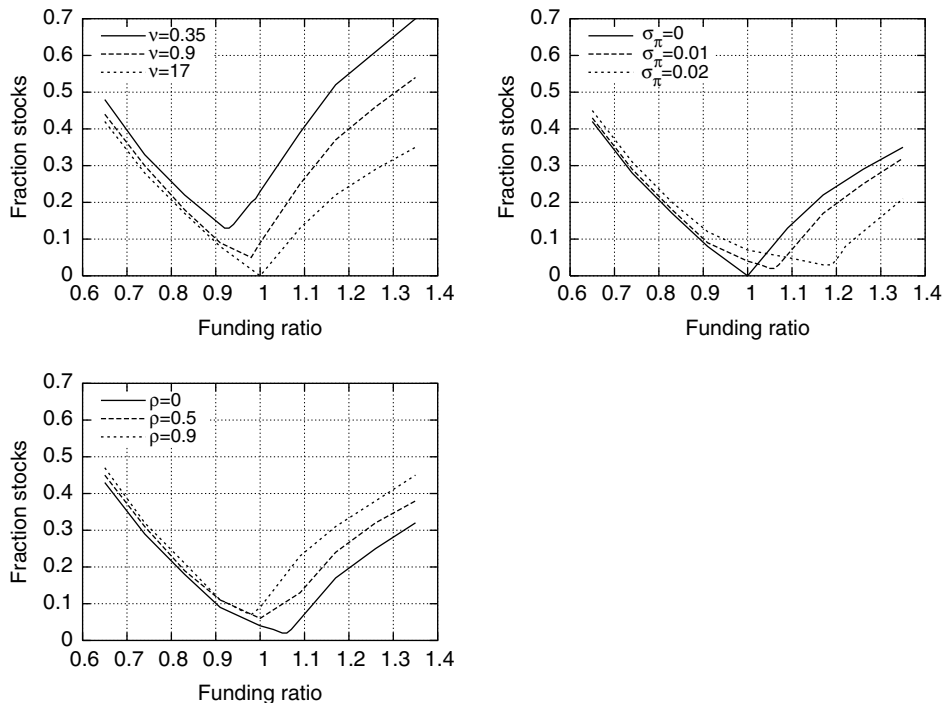 Fraction stocks
0.7
0.6
0.5
0.4
0.3
0.2
0.1
0
ν=0.35
ν=0.9
ν=17
0.6 0.7 0.8 0.9 1 1.1 1.2 1.3 1.4
Funding ratio
Fraction stocks
0.7
0.6
0.5
0.4
0.3
0.2
0.1
0
σπ=0
σπ=0.01
σπ=0.02
0.6 0.7 0.8 0.9 1 1.1 1.2 1.3 1.4
Funding ratio
Fraction stocks
0.7
0.6
0.5
0.4
0.3
0.2
0.1
0
ρ=0
ρ=0.5
ρ=0.9
0.6 0.7 0.8 0.9 1 1.1 1.2 1.3 1.4
Funding ratio